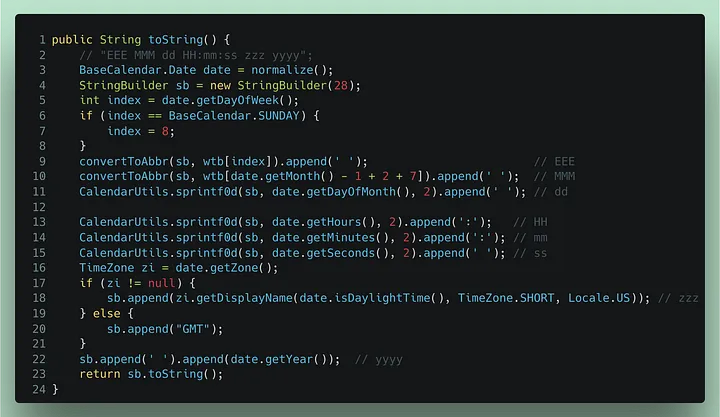 1 public String toString() {
2     // "EEE MMM dd HH:mm:ss zzz yyyy";
3     BaseCalendar.Date date = normalize();
4     StringBuilder sb = new StringBuilder(28);
5     int index = date.getDayOfWeek();
6     if (index == BaseCalendar.SUNDAY) {
7         index = 8;
8     }
9     convertToAbbr(sb, wtb[index]).append(' ');                        // EEE
10     convertToAbbr(sb, wtb[date.getMonth() - 1 + 2 + 7]).append(' ');  // MMM
11     CalendarUtils.sprintf0d(sb, date.getDayOfMonth(), 2).append(' '); // dd
12
13     CalendarUtils.sprintf0d(sb, date.getHours(), 2).append(':');   // HH
14     CalendarUtils.sprintf0d(sb, date.getMinutes(), 2).append(':'); // mm
15     CalendarUtils.sprintf0d(sb, date.getSeconds(), 2).append(' '); // ss
16     TimeZone zi = date.getZone();
17     if (zi != null) {
18         sb.append(zi.getDisplayName(date.isDaylightTime(), TimeZone.SHORT, Locale.US)); // zzz
19     } else {
20         sb.append("GMT");
21     }
22     sb.append(' ').append(date.getYear());  // yyyy
23     return sb.toString();
24 }